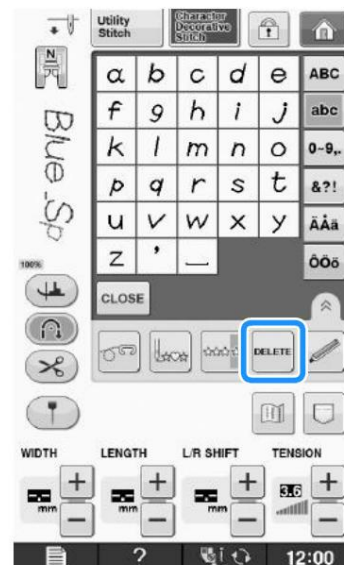 Utility Stitch
Character Decorative Stitch
N
Blue_Sp
a b c d e ABC
f g h i j abc
k l m n o 0-9,.
p q r s t &?!
u v w x y ÄÅä
z ' _ ÔÖö
100%
CLOSE
DELETE
WIDTH LENGTH L/R SHIFT TENSION
+ + + +
3.6
mm mm mm
- - - -
? 12:00